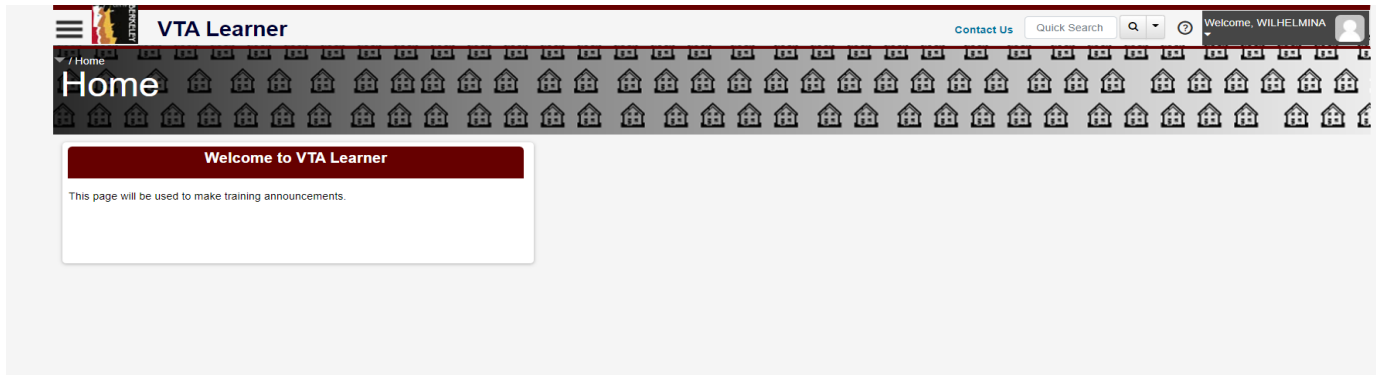 BERKELEY
VTA Learner
Contact Us
Quick Search
Welcome, WILHELMINA
/ Home
Home
Welcome to VTA Learner
This page will be used to make training announcements.